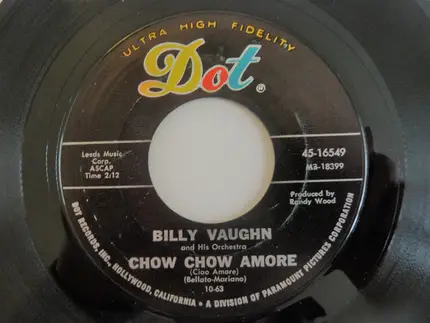 ULTRA HIGH FIDELITY
Dot®
Leeds Music
Corp.
ASCAP
Time 2:12
45-16549
MB-18399
Produced by
Randy Wood
BILLY VAUGHN
and His Orchestra
CHOW CHOW AMORE
(Ciao Amore)
(Bellato-Mariano)
10-63
DOT RECORDS, INC., HOLLYWOOD, CALIFORNIA • A DIVISION OF PARAMOUNT PICTURES CORPORATION